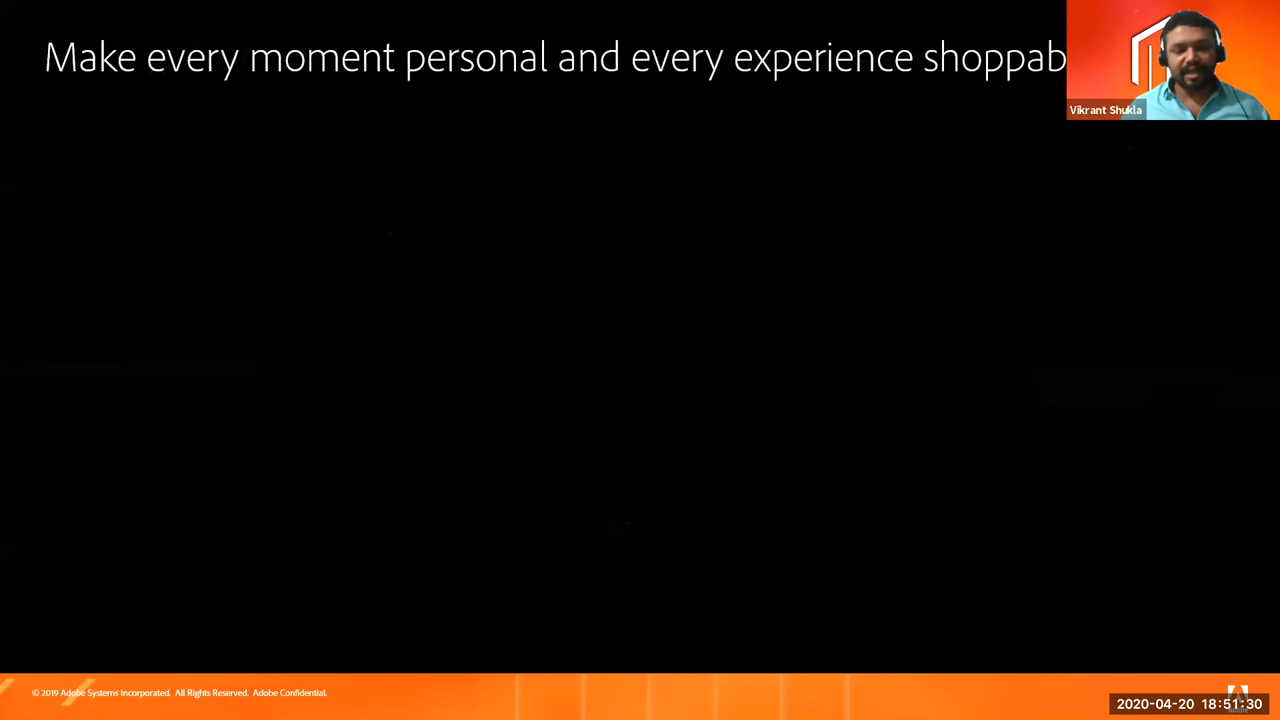 Make every moment personal and every experience shoppab
Vikrant Shukla
© 2019 Adobe Systems Incorporated. All Rights Reserved. Adobe Confidential.
2020-04-20 18:51:30